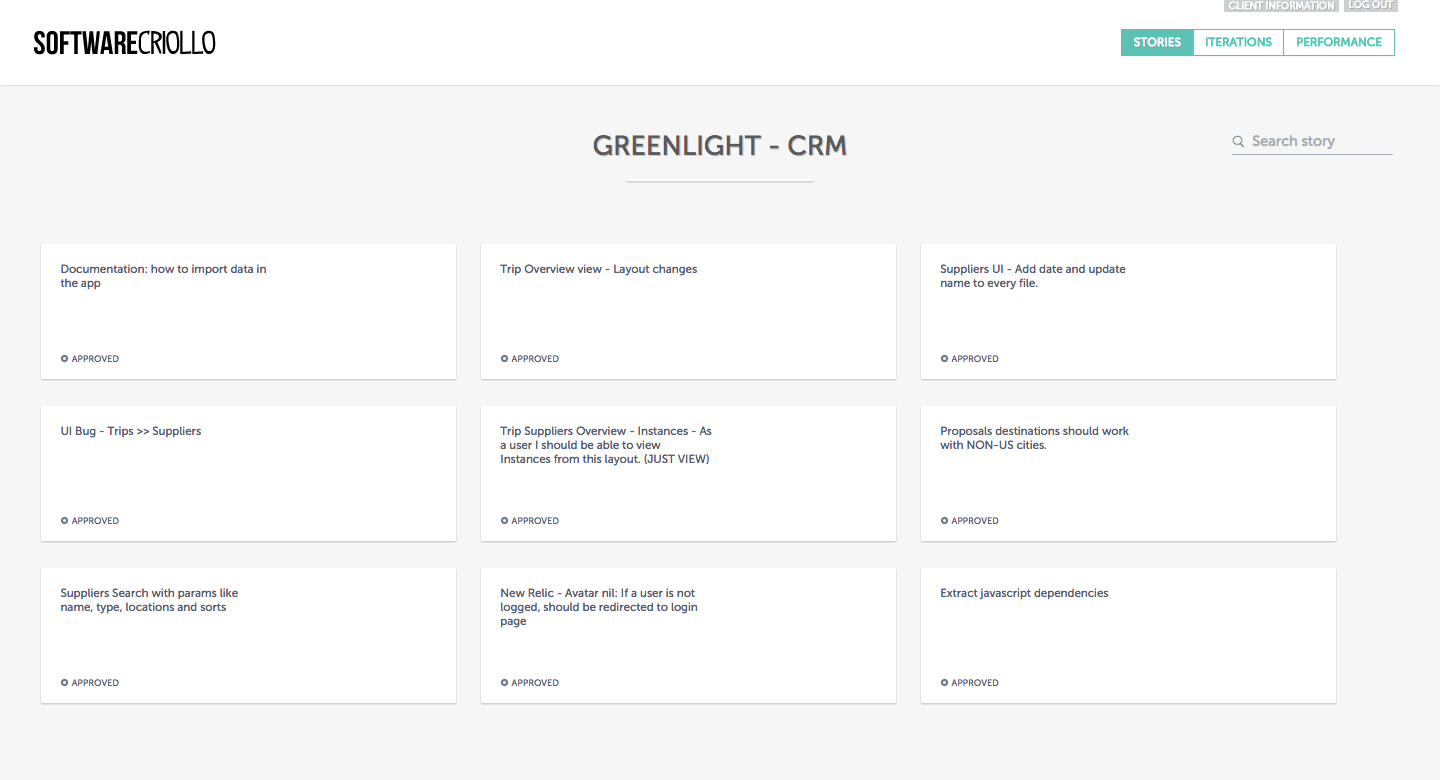 CLIENT INFORMATION LOG OUT
SOFTWARECRIOLLO
STORIES ITERATIONS PERFORMANCE
GREENLIGHT - CRM
Search story
Documentation: how to import data in
the app
APPROVED
Trip Overview view - Layout changes
APPROVED
Suppliers UI - Add date and update
name to every file.
APPROVED
UI Bug - Trips >> Suppliers
APPROVED
Trip Suppliers Overview - Instances - As
a user I should be able to view
Instances from this layout. (JUST VIEW)
APPROVED
Proposals destinations should work
with NON-US cities.
APPROVED
Suppliers Search with params like
name, type, locations and sorts
APPROVED
New Relic - Avatar nil: If a user is not
logged, should be redirected to login
page
APPROVED
Extract javascript dependencies
APPROVED